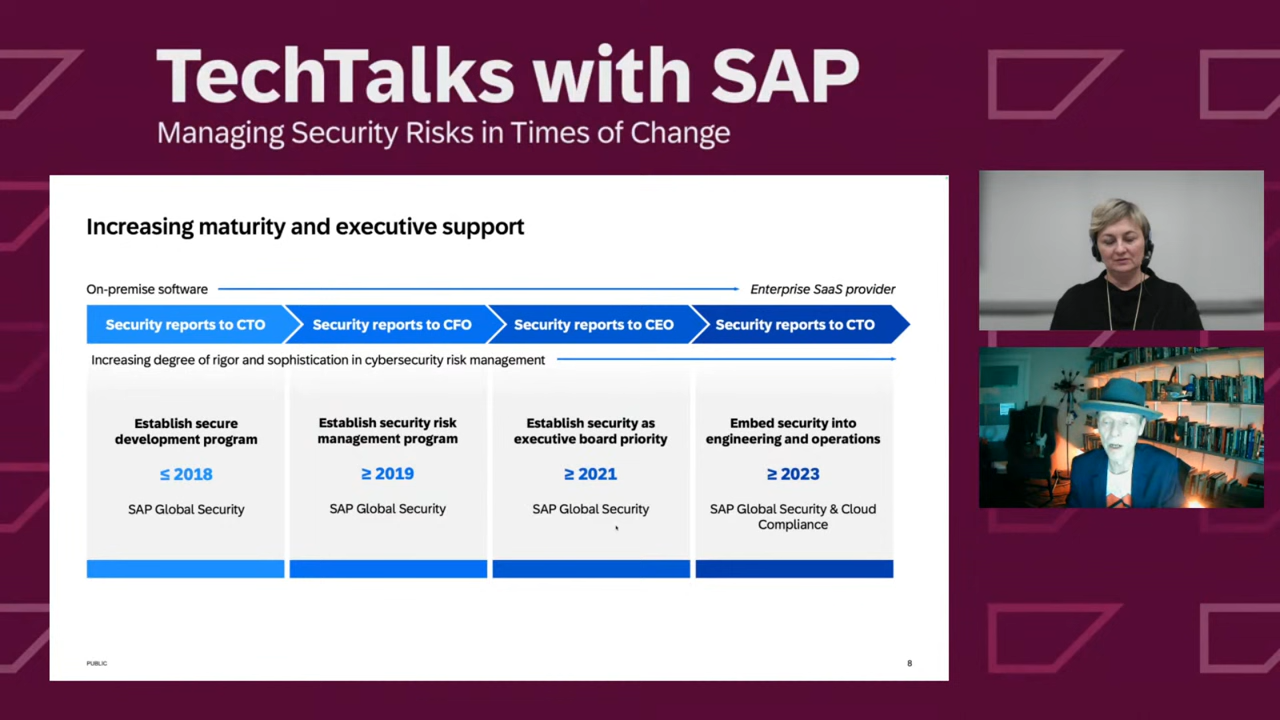 TechTalks with SAP
Managing Security Risks in Times of Change
Increasing maturity and executive support
On-premise software
Enterprise SaaS provider
Security reports to CTO
Security reports to CFO
Security reports to CEO
Security reports to CTO
Increasing degree of rigor and sophistication in cybersecurity risk management
Establish secure
development program
≤ 2018
SAP Global Security
Establish security risk
management program
≥ 2019
SAP Global Security
Establish security as
executive board priority
≥ 2021
SAP Global Security
Embed security into
engineering and operations
≥ 2023
SAP Global Security & Cloud
Compliance
PUBLIC
8